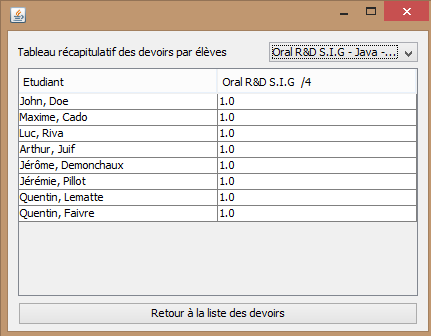 Tableau récapitulatif des devoirs par élèves Oral R&D S.I.G - Java -...
Etudiant Oral R&D S.I.G /4
John, Doe 1.0
Maxime, Cado 1.0
Luc, Riva 1.0
Arthur, Juif 1.0
Jérôme, Demonchaux 1.0
Jérémie, Pillot 1.0
Quentin, Lematte 1.0
Quentin, Faivre 1.0
Retour à la liste des devoirs